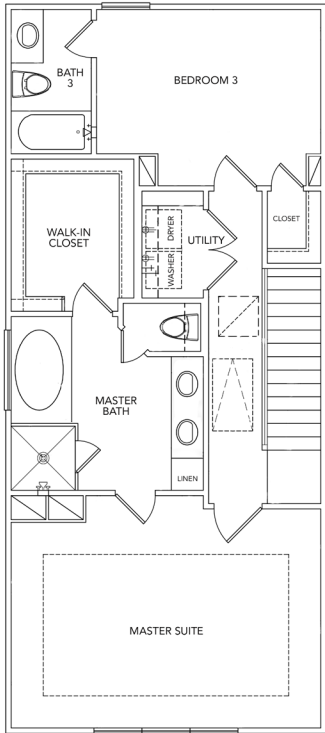 BATH
3
BEDROOM 3
WALK-IN
CLOSET
DRYER
WASHER
UTILITY
CLOSET
MASTER
BATH
LINEN
MASTER SUITE